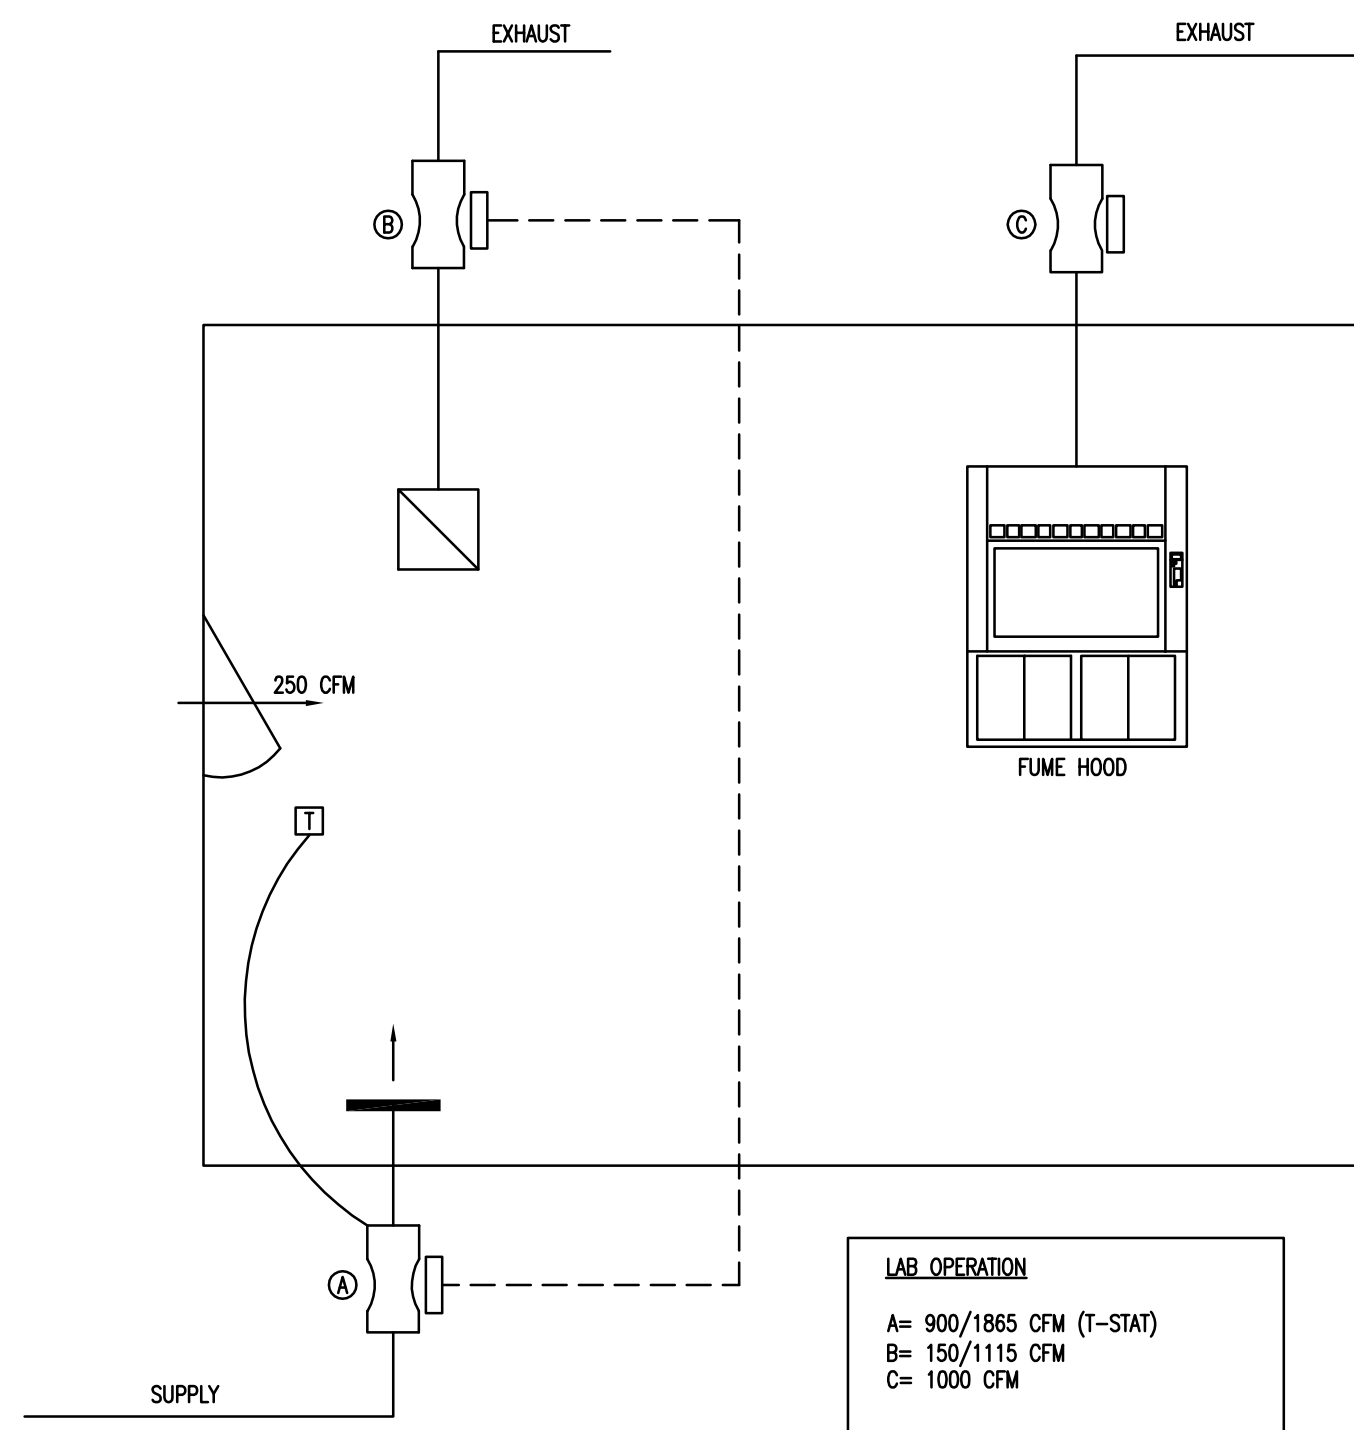 EXHAUST
EXHAUST
B
C
250 CFM
FUME HOOD
T
A
SUPPLY
LAB OPERATION
A= 900/1865 CFM (T-STAT)
B= 150/1115 CFM
C= 1000 CFM